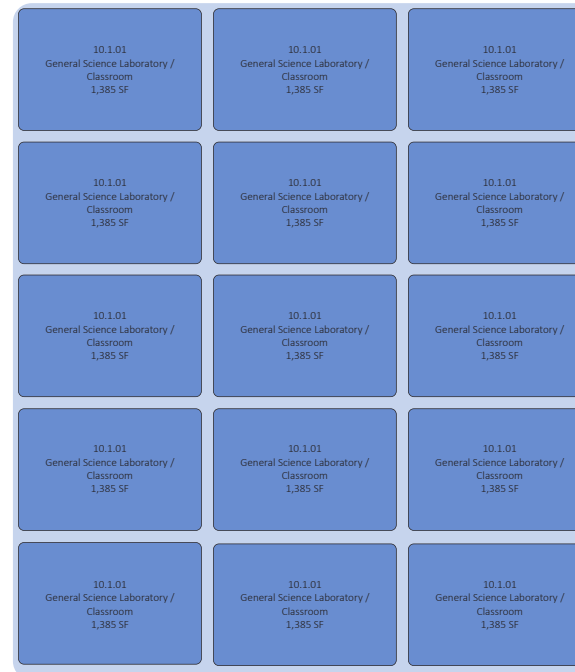 10.1.01
General Science Laboratory /
Classroom
1,385 SF
10.1.01
General Science Laboratory /
Classroom
1,385 SF
10.1.01
General Science Laboratory /
Classroom
1,385 SF
10.1.01
General Science Laboratory /
Classroom
1,385 SF
10.1.01
General Science Laboratory /
Classroom
1,385 SF
10.1.01
General Science Laboratory /
Classroom
1,385 SF
10.1.01
General Science Laboratory /
Classroom
1,385 SF
10.1.01
General Science Laboratory /
Classroom
1,385 SF
10.1.01
General Science Laboratory /
Classroom
1,385 SF
10.1.01
General Science Laboratory /
Classroom
1,385 SF
10.1.01
General Science Laboratory /
Classroom
1,385 SF
10.1.01
General Science Laboratory /
Classroom
1,385 SF
10.1.01
General Science Laboratory /
Classroom
1,385 SF
10.1.01
General Science Laboratory /
Classroom
1,385 SF
10.1.01
General Science Laboratory /
Classroom
1,385 SF